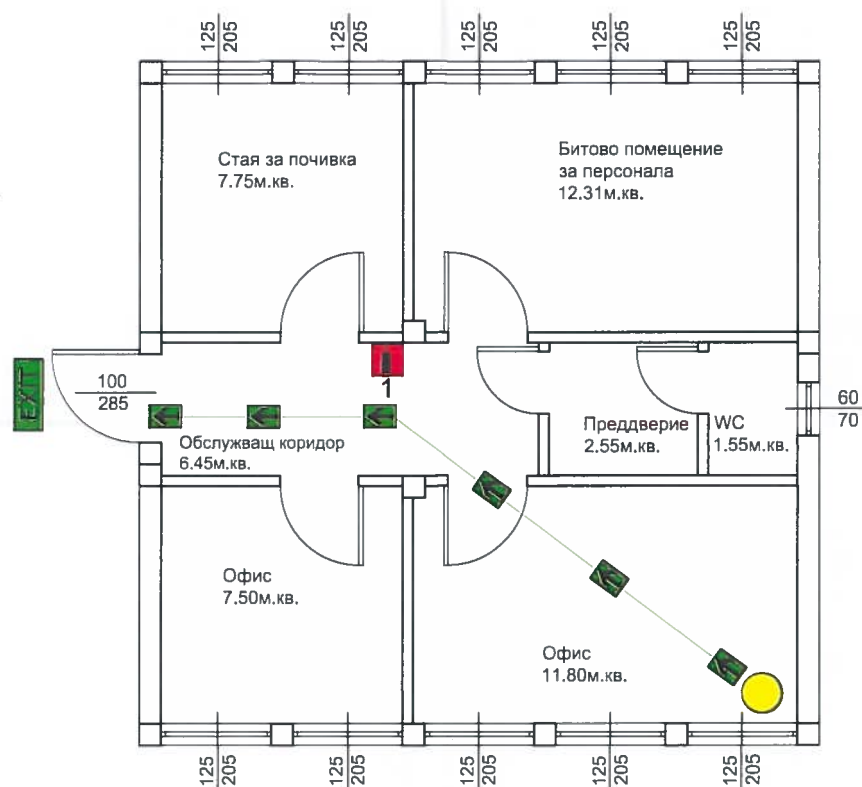 125
205
125
205
125
205
125
205
125
205
Стая за почивка
7.75м.кв.
Битово помещение
за персонала
12.31м.кв.
EXIT
100
285
1
60
70
Преддверие
2.55м.кв.
WC
1.55м.кв.
Обслужващ коридор
6.45м.кв.
Офис
7.50м.кв.
Офис
11.80м.кв.
125
205
125
205
125
205
125
205
125
205